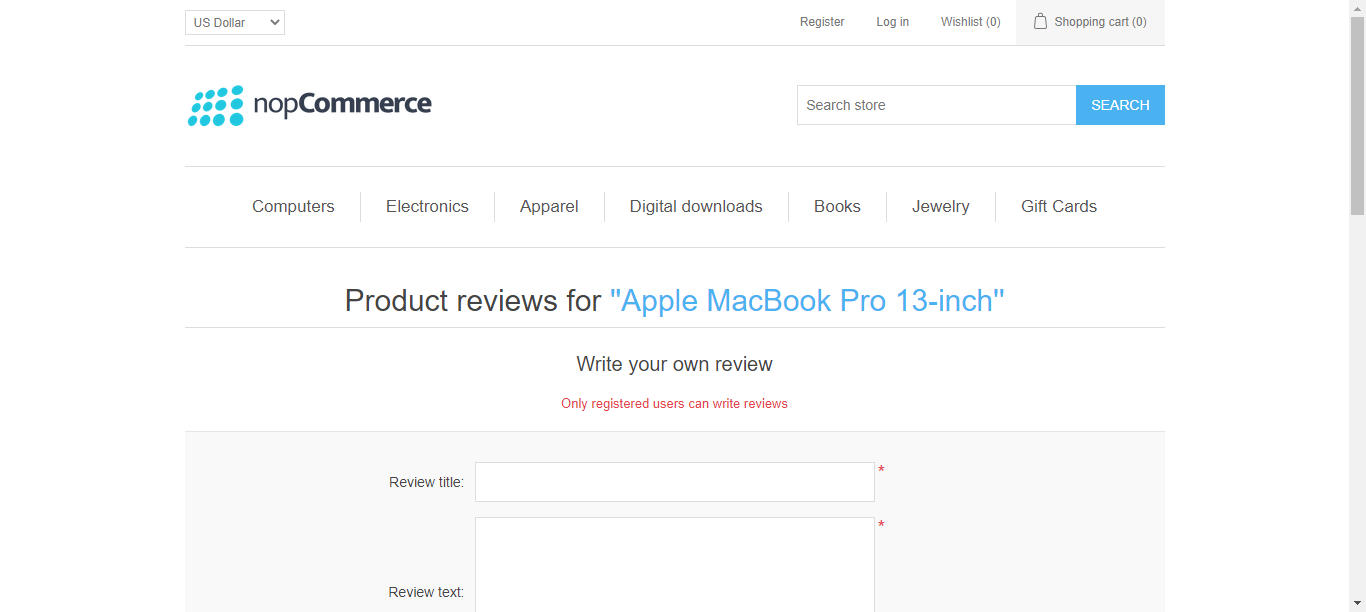 US Dollar
Register
Log in
Wishlist (0)
Shopping cart (0)
nopCommerce
Search store
SEARCH
Computers
Electronics
Apparel
Digital downloads
Books
Jewelry
Gift Cards
Product reviews for "Apple MacBook Pro 13-inch"
Write your own review
Only registered users can write reviews
Review title:
*
*
Review text: